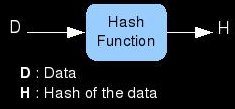 D Hash Function H
D : Data
H : Hash of the data